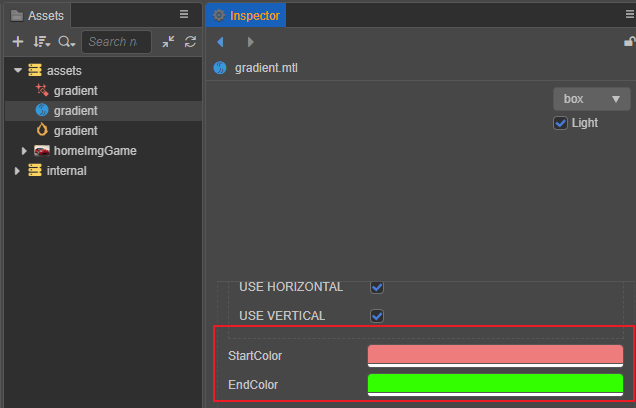 Assets
Search n
assets
gradient
gradient
gradient
homeImgGame
internal
Inspector
gradient.mtl
box
Light
USE HORIZONTAL
USE VERTICAL
StartColor
EndColor